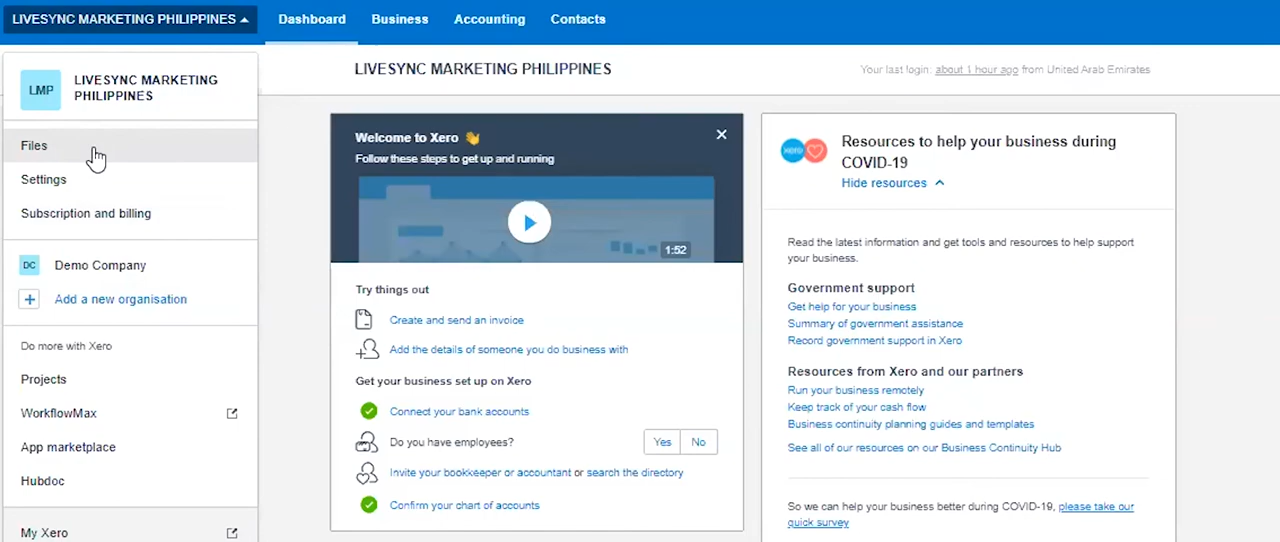 LIVESYNC MARKETING PHILIPPINES
Dashboard
Business
Accounting
Contacts
LMP
LIVESYNC MARKETING
PHILIPPINES
Files
Settings
Subscription and billing
DC
Demo Company
Add a new organisation
Do more with Xero
Projects
WorkflowMax
App marketplace
Hubdoc
My Xero
LIVESYNC MARKETING PHILIPPINES
Your last login: about 1 hour ago from United Arab Emirates
Welcome to Xero 👋
Follow these steps to get up and running
1:52
Try things out
Create and send an invoice
Add the details of someone you do business with
Get your business set up on Xero
Connect your bank accounts
Do you have employees?
Yes
No
Invite your bookkeeper or accountant or search the directory
Confirm your chart of accounts
xero
Resources to help your business during
COVID-19
Hide resources
Read the latest information and get tools and resources to help support
your business.
Government support
Get help for your business
Summary of government assistance
Record government support in Xero
Resources from Xero and our partners
Run your business remotely
Keep track of your cash flow
Business continuity planning guides and templates
See all of our resources on our Business Continuity Hub
So we can help your business better during COVID-19, please take our
quick survey